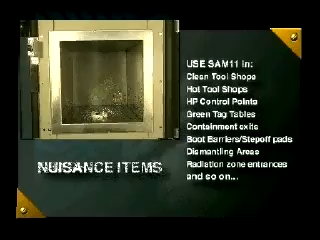 USE SAM11 in:
Clean Tool Shops
Hot Tool Shops
HP Control Points
Green Tag Tables
Containment exits
Boot Barriers/Stepoff pads
Dismantling Areas
Radiation zone entrances
and so on...
NUISANCE ITEMS